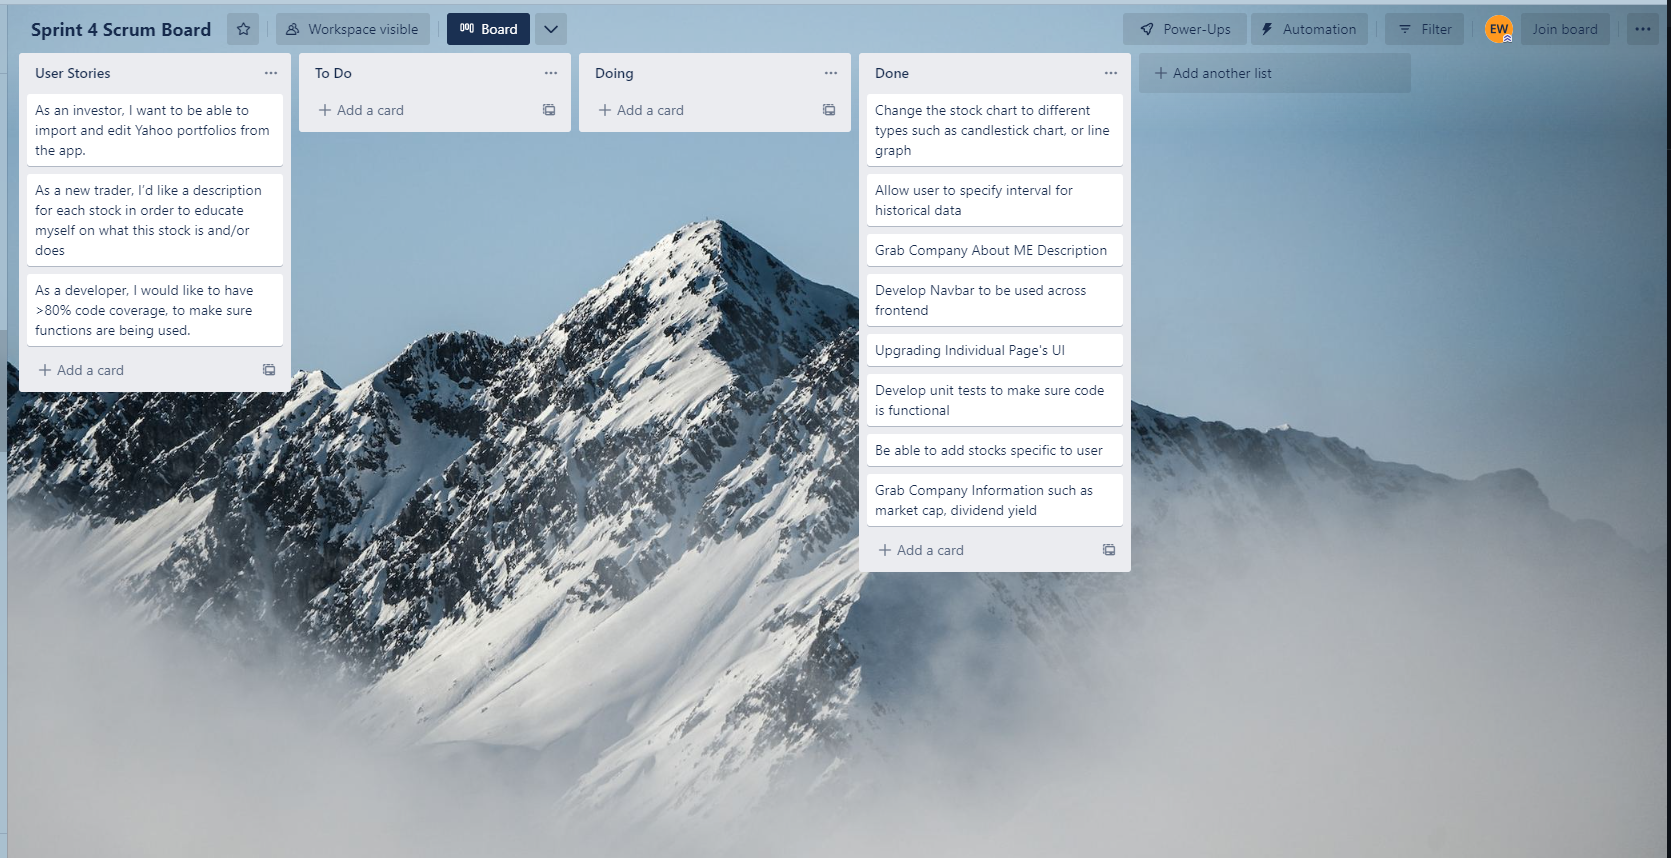 Sprint 4 Scrum Board
Workspace visible
Board
Power-Ups
Automation
Filter
EW
Join board
User Stories
As an investor, I want to be able to
import and edit Yahoo portfolios from
the app.
As a new trader, I'd like a description
for each stock in order to educate
myself on what this stock is and/or
does
As a developer, I would like to have
>80% code coverage, to make sure
functions are being used.
Add a card
To Do
Add a card
Doing
Add a card
Done
Change the stock chart to different
types such as candlestick chart, or line
graph
Allow user to specify interval for
historical data
Grab Company About ME Description
Develop Navbar to be used across
frontend
Upgrading Individual Page's UI
Develop unit tests to make sure code
is functional
Be able to add stocks specific to user
Grab Company Information such as
market cap, dividend yield
Add a card
Add another list